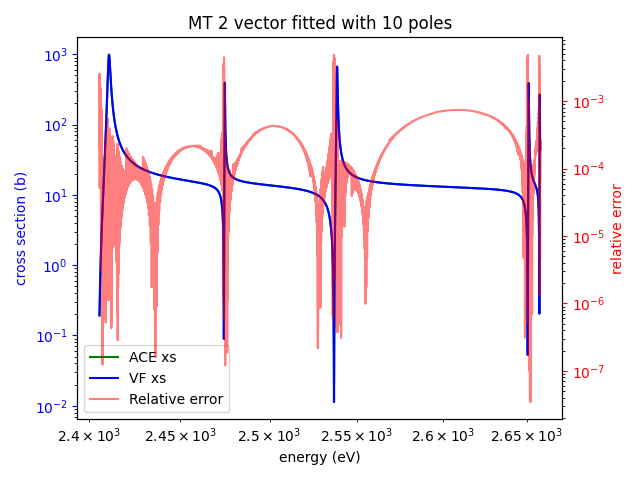 MT 2 vector fitted with 10 poles
10³
10²
10¹
10⁰
10⁻¹
10⁻²
cross section (b)
10⁻³
10⁻⁴
10⁻⁵
10⁻⁶
10⁻⁷
relative error
ACE xs
VF xs
Relative error
2.4 × 10³ 2.45 × 10³ 2.5 × 10³ 2.55 × 10³ 2.6 × 10³ 2.65 × 10³
energy (eV)